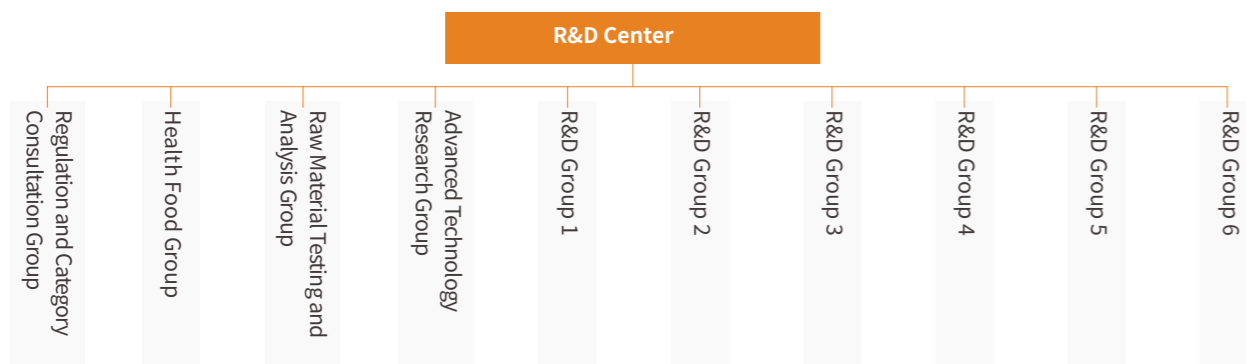 R&D Center
Regulation and Category
Consultation Group
Health Food Group
Raw Material Testing and
Analysis Group
Advanced Technology
Research Group
R&D Group 1
R&D Group 2
R&D Group 3
R&D Group 4
R&D Group 5
R&D Group 6